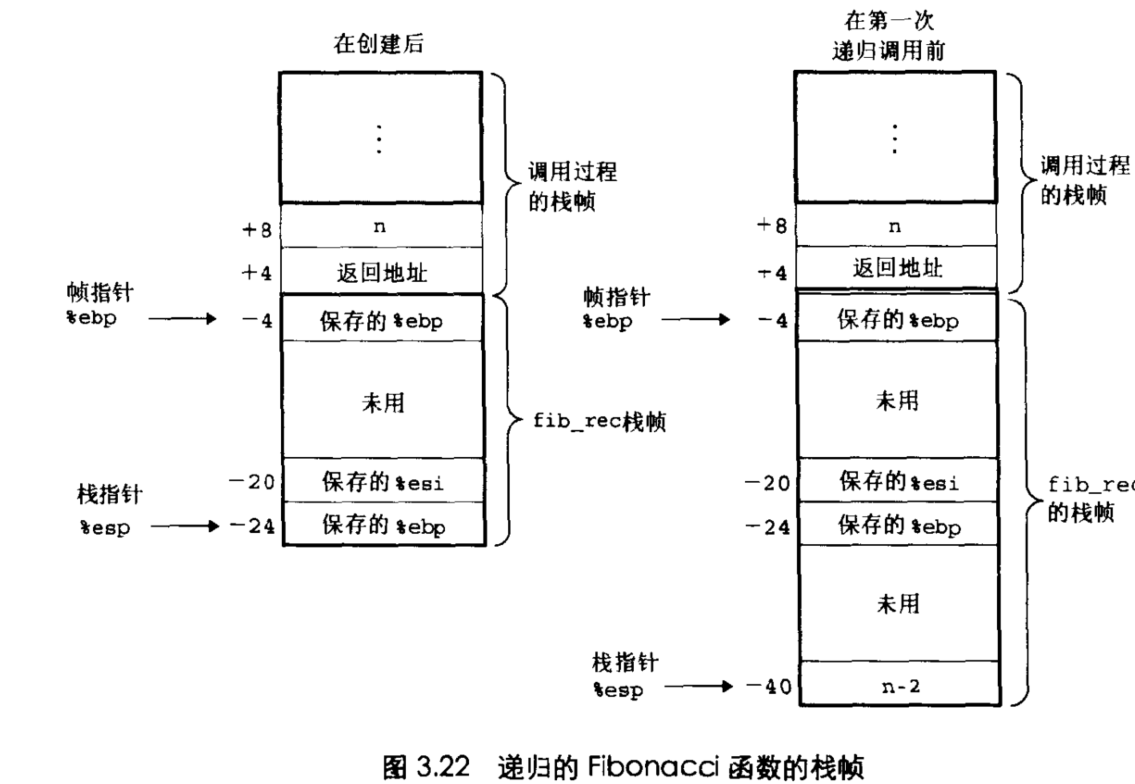 在创建后
⋮
调用过程
的栈帧
+8 n
+4 返回地址
帧指针
%ebp
-4 保存的%ebp
未用
fib_rec栈帧
-20 保存的%esi
栈指针
%esp
-24 保存的%ebp
在第一次
递归调用前
⋮
调用过程
的栈帧
+8 n
+4 返回地址
帧指针
%ebp
-4 保存的%ebp
未用
-20 保存的%esi
fib_rec
的栈帧
-24 保存的%ebp
未用
栈指针
%esp
-40 n-2
图 3.22 递归的 Fibonacci 函数的栈帧